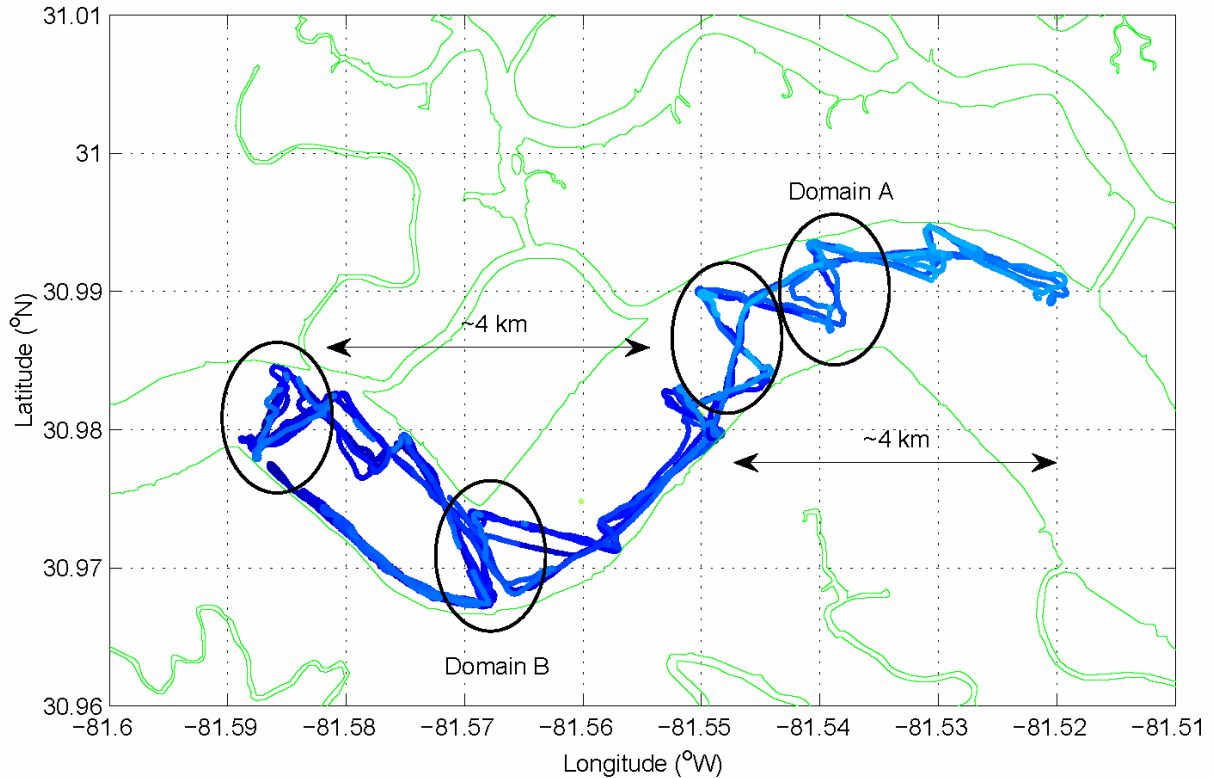 31.01
31
30.99
30.98
30.97
30.96
Latitude (°N)
Domain A
~4 km
~4 km
Domain B
−81.6 −81.59 −81.58 −81.57 −81.56 −81.55 −81.54 −81.53 −81.52 −81.51
Longitude (°W)